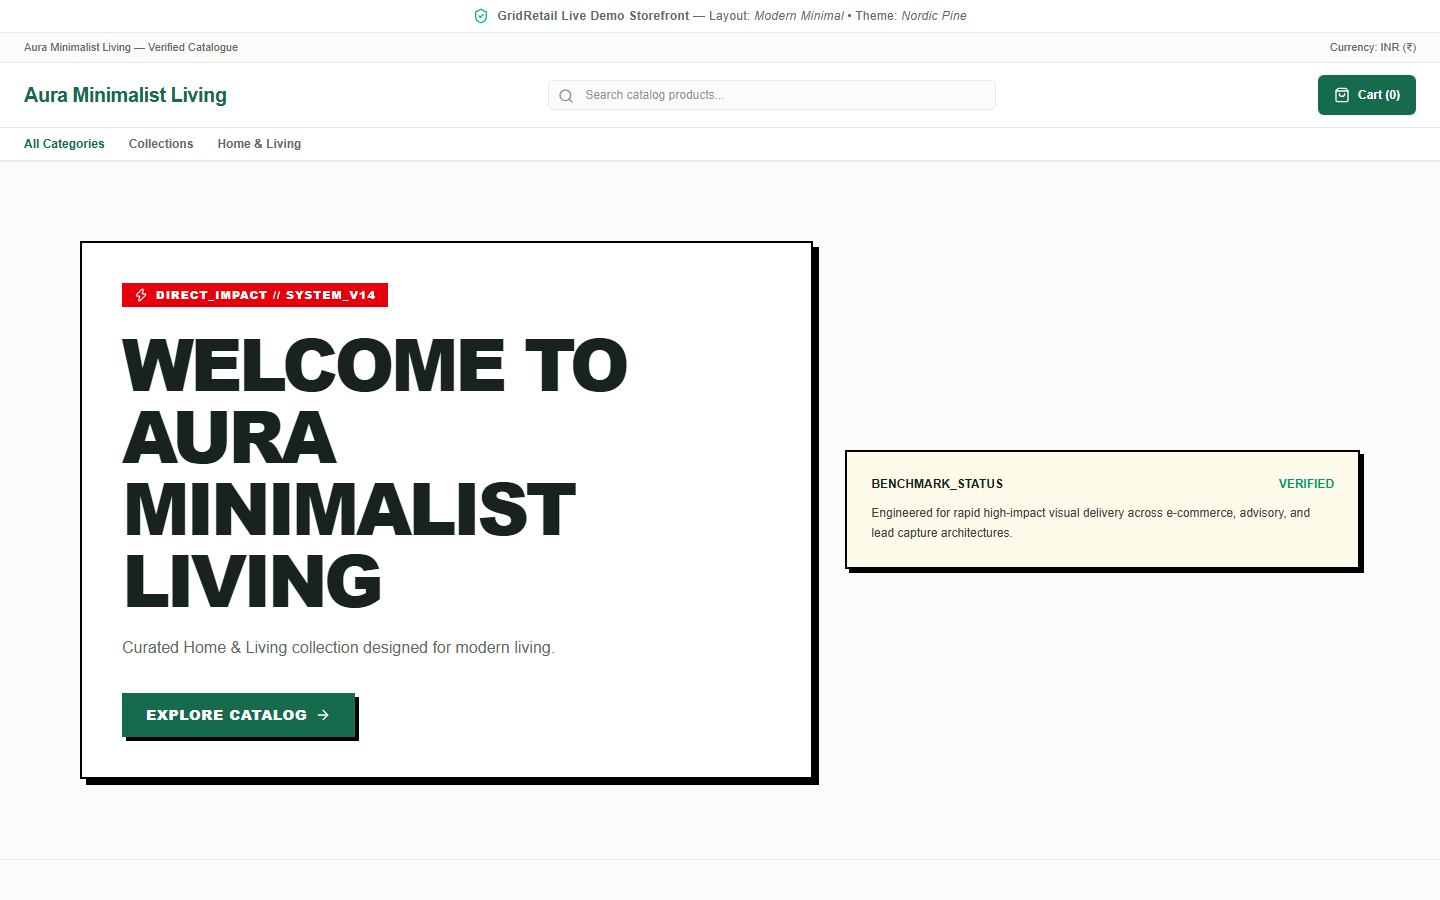 GridRetail Live Demo Storefront — Layout: Modern Minimal • Theme: Nordic Pine
Aura Minimalist Living — Verified Catalogue
Currency: INR (₹)
Aura Minimalist Living
Search catalog products...
Cart (0)
All Categories
Collections
Home & Living
DIRECT_IMPACT // SYSTEM_V14
WELCOME TO
AURA
MINIMALIST
LIVING
Curated Home & Living collection designed for modern living.
EXPLORE CATALOG
BENCHMARK_STATUS
VERIFIED
Engineered for rapid high-impact visual delivery across e-commerce, advisory, and
lead capture architectures.